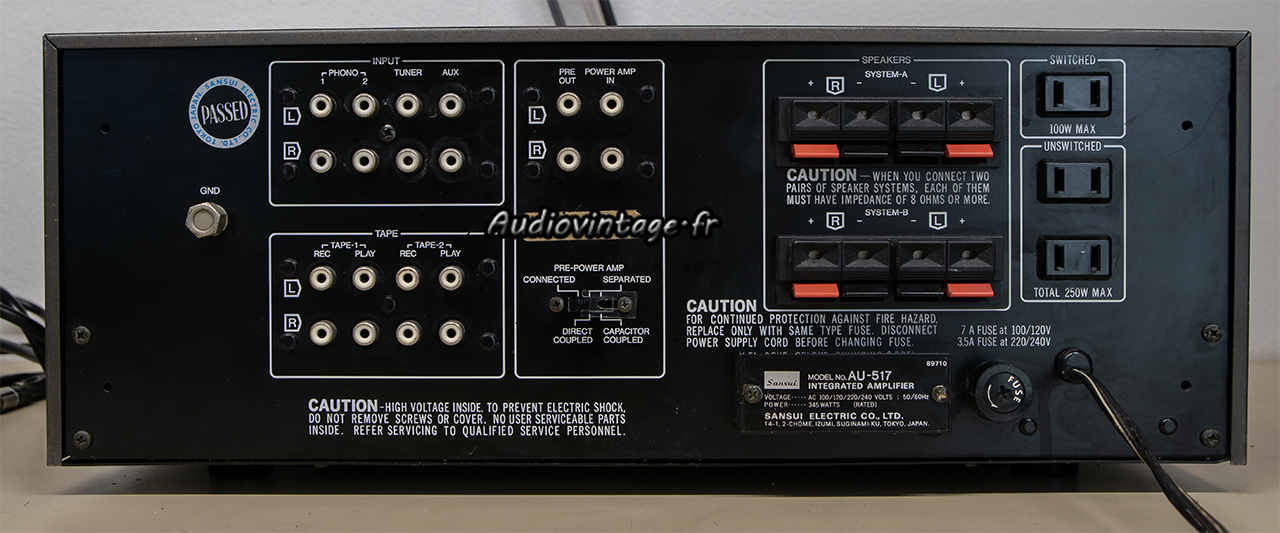 SANSUI ELECTRIC CO., LTD. TOKYO JAPAN.
PASSED
GND
INPUT
PHONO TUNER AUX
1 2
L
R
TAPE
TAPE-1 TAPE-2
REC PLAY REC PLAY
L
R
CAUTION-HIGH VOLTAGE INSIDE. TO PREVENT ELECTRIC SHOCK,
DO NOT REMOVE SCREWS OR COVER. NO USER SERVICEABLE PARTS
INSIDE. REFER SERVICING TO QUALIFIED SERVICE PERSONNEL.
PRE POWER AMP
OUT IN
L
R
Audiovintage.fr
PRE-POWER AMP
CONNECTED SEPARATED
DIRECT CAPACITOR
COUPLED COUPLED
SPEAKERS
SYSTEM-A
+ R - - L +
CAUTION — WHEN YOU CONNECT TWO
PAIRS OF SPEAKER SYSTEMS, EACH OF THEM
MUST HAVE IMPEDANCE OF 8 OHMS OR MORE.
SYSTEM-B
+ R - - L +
SWITCHED
100W MAX
UNSWITCHED
TOTAL 250W MAX
CAUTION
FOR CONTINUED PROTECTION AGAINST FIRE HAZARD.
REPLACE ONLY WITH SAME TYPE FUSE. DISCONNECT
POWER SUPPLY CORD BEFORE CHANGING FUSE.
7 A FUSE at 100/120V
3.5A FUSE at 220/240V
89710
Sansui MODEL No. AU-517
INTEGRATED AMPLIFIER
VOLTAGE····· AC 100/120/220/240 VOLTS : 50/60Hz
POWER····· 345 WATTS (RATED)
SANSUI ELECTRIC CO., LTD.
14-1, 2-CHOME, IZUMI, SUGINAMI-KU, TOKYO, JAPAN.
FUSE